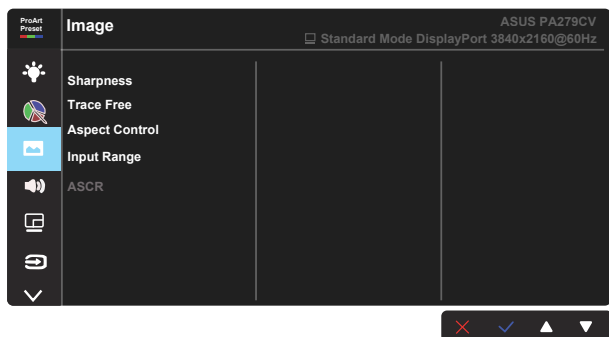 ProArt
Preset
Image
ASUS PA279CV
Standard Mode DisplayPort 3840x2160@60Hz
Sharpness
Trace Free
Aspect Control
Input Range
ASCR